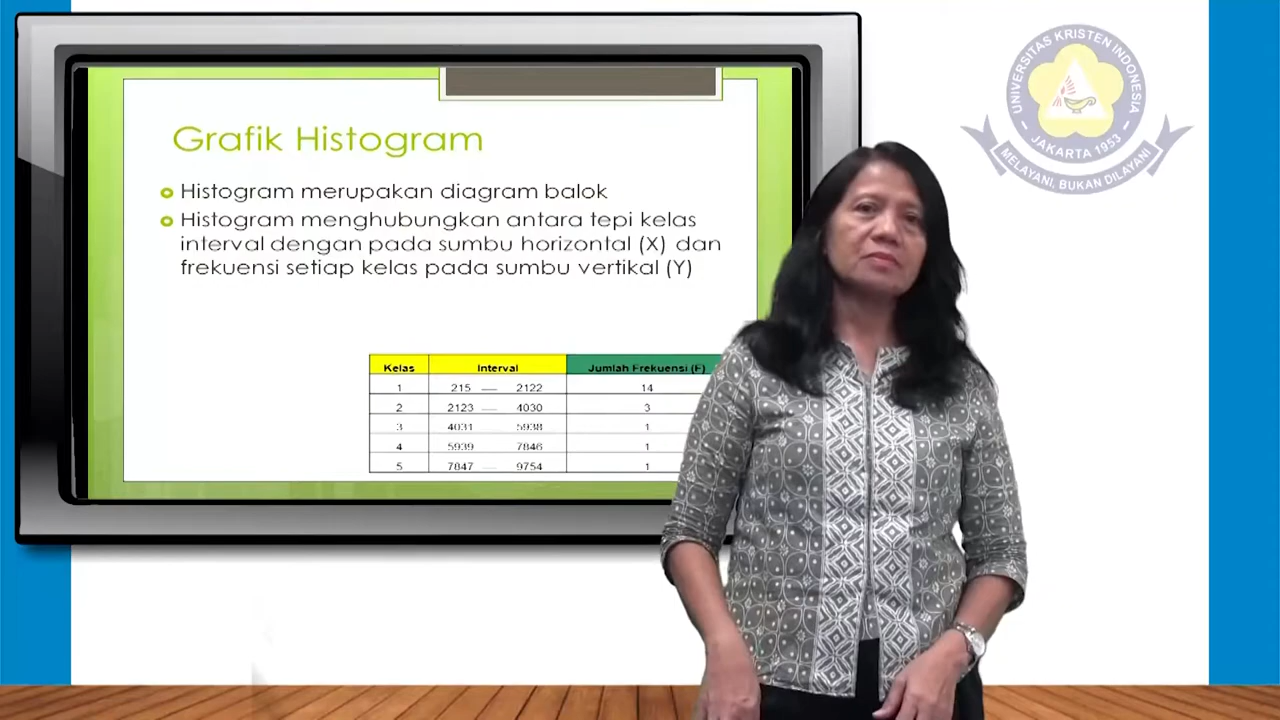 Grafik Histogram
Histogram merupakan diagram balok
Histogram menghubungkan antara tepi kelas
interval dengan pada sumbu horizontal (X) dan
frekuensi setiap kelas pada sumbu vertikal (Y)
Kelas Interval Jumlah Frekuensi (F)
1 215 — 2122 14
2 2123 — 4030 3
3 4031 — 5938 1
4 5939 — 7846 1
5 7847 — 9754 1
UNIVERSITAS KRISTEN INDONESIA
- JAKARTA 1953 -
MELAYANI, BUKAN DILAYANI